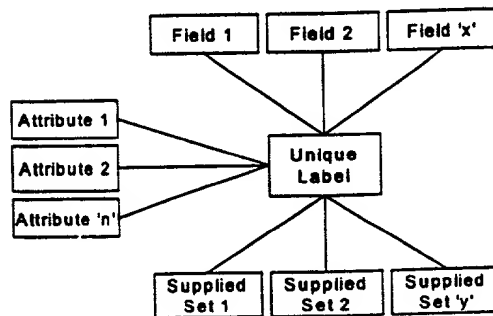 Field 1
Field 2
Field 'x'
Attribute 1
Attribute 2
Attribute 'n'
Unique
Label
Supplied
Set 1
Supplied
Set 2
Supplied
Set 'y'